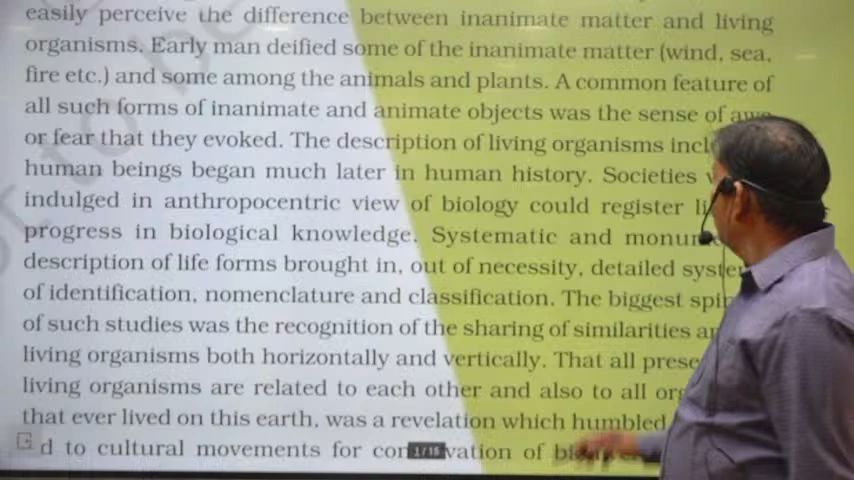 easily perceive the difference between inanimate matter and living
organisms. Early man deified some of the inanimate matter (wind, sea,
fire etc.) and some among the animals and plants. A common feature of
all such forms of inanimate and animate objects was the sense of awe
or fear that they evoked. The description of living organisms incl
human beings began much later in human history. Societies
indulged in anthropocentric view of biology could register li
progress in biological knowledge. Systematic and monum
description of life forms brought in, out of necessity, detailed syste
of identification, nomenclature and classification. The biggest spin
of such studies was the recognition of the sharing of similarities a
living organisms both horizontally and vertically. That all prese
living organisms are related to each other and also to all org
that ever lived on this earth, was a revelation which humbled
d to cultural movements for con vation of
1/16